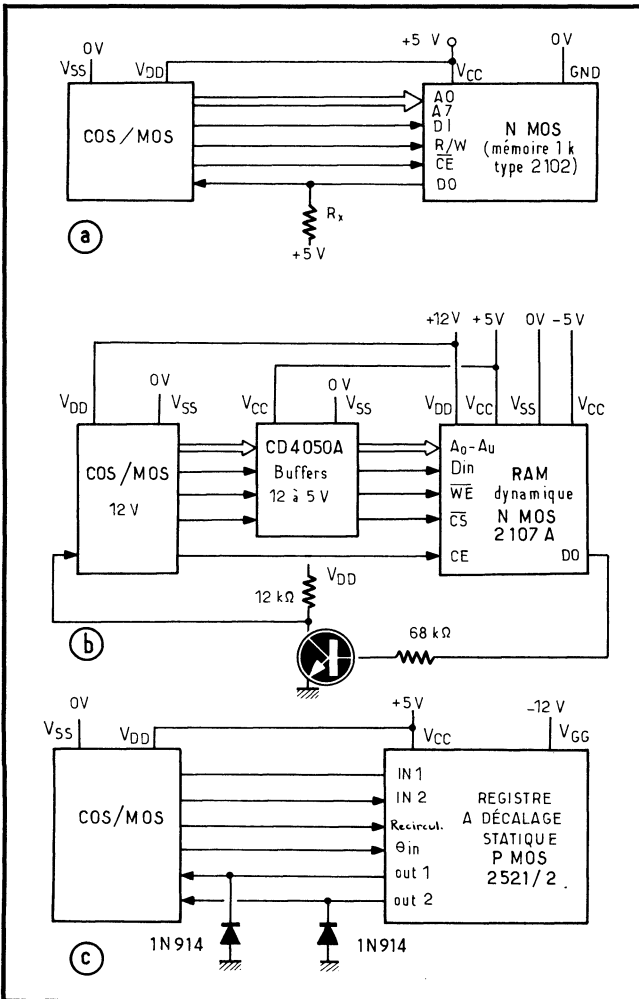 +5 V
0V
0V
VSS
VDD
VCC
GND
COS/MOS
A0
A7
DI
R/W
CE
DO
N MOS
(mémoire 1 k
type 2102)
Rx
+5 V
a
+12V
+5V
0V
-5V
0V
0V
VDD
VSS
VCC
VSS
VDD
VCC
VSS
VCC
COS/MOS
12 V
CD4050A
Buffers
12 à 5 V
A0-Au
Din
WE
CS
CE
RAM
dynamique
N MOS
2107 A
DO
VDD
12 kΩ
68 kΩ
b
0V
+5V
-12 V
VSS
VDD
VCC
VGG
COS/MOS
IN 1
IN 2
Recircul.
θin
out 1
out 2
REGISTRE
A DÉCALAGE
STATIQUE
P MOS
2521/2
1N914
1N914
c